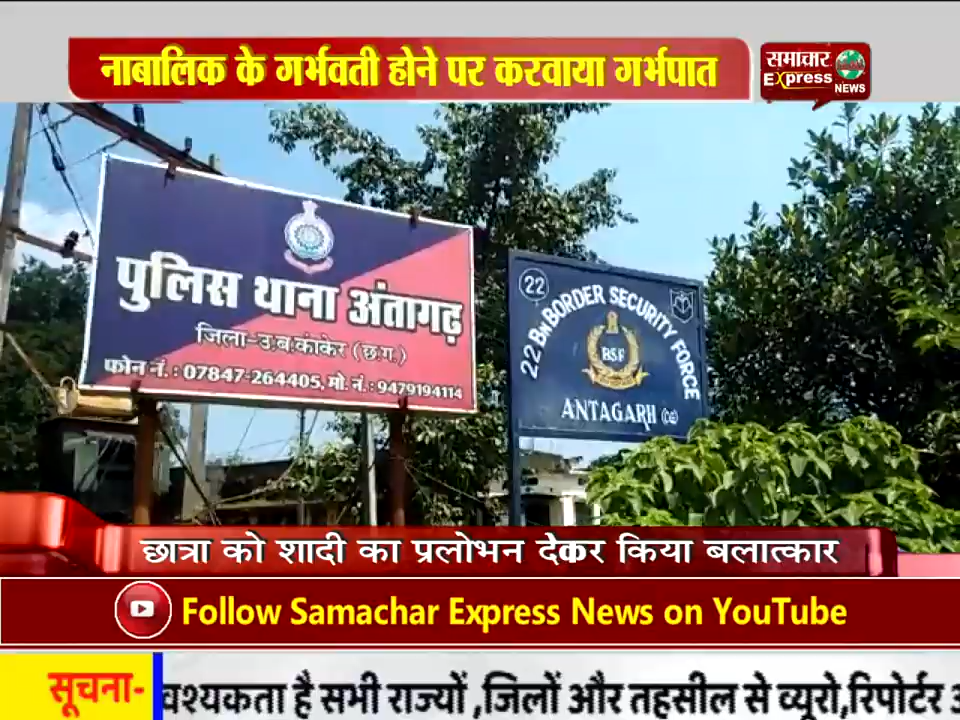 नाबालिक के गर्भवती होने पर करवाया गर्भपात
समाचार
Express
NEWS
पुलिस थाना अंतागढ़
जिला-उ.ब.कांकेर (छ.ग.)
फोन नं.: 07847-264405, मो. नं.: 9479194114
22
22 BN BORDER SECURITY FORCE
BSF
ANTAGARH (CG)
छात्रा को शादी का प्रलोभन देकर किया बलात्कार
Follow Samachar Express News on YouTube
सूचना- वश्यकता है सभी राज्यों ,जिलों और तहसील से व्यूरो,रिपोर्टर